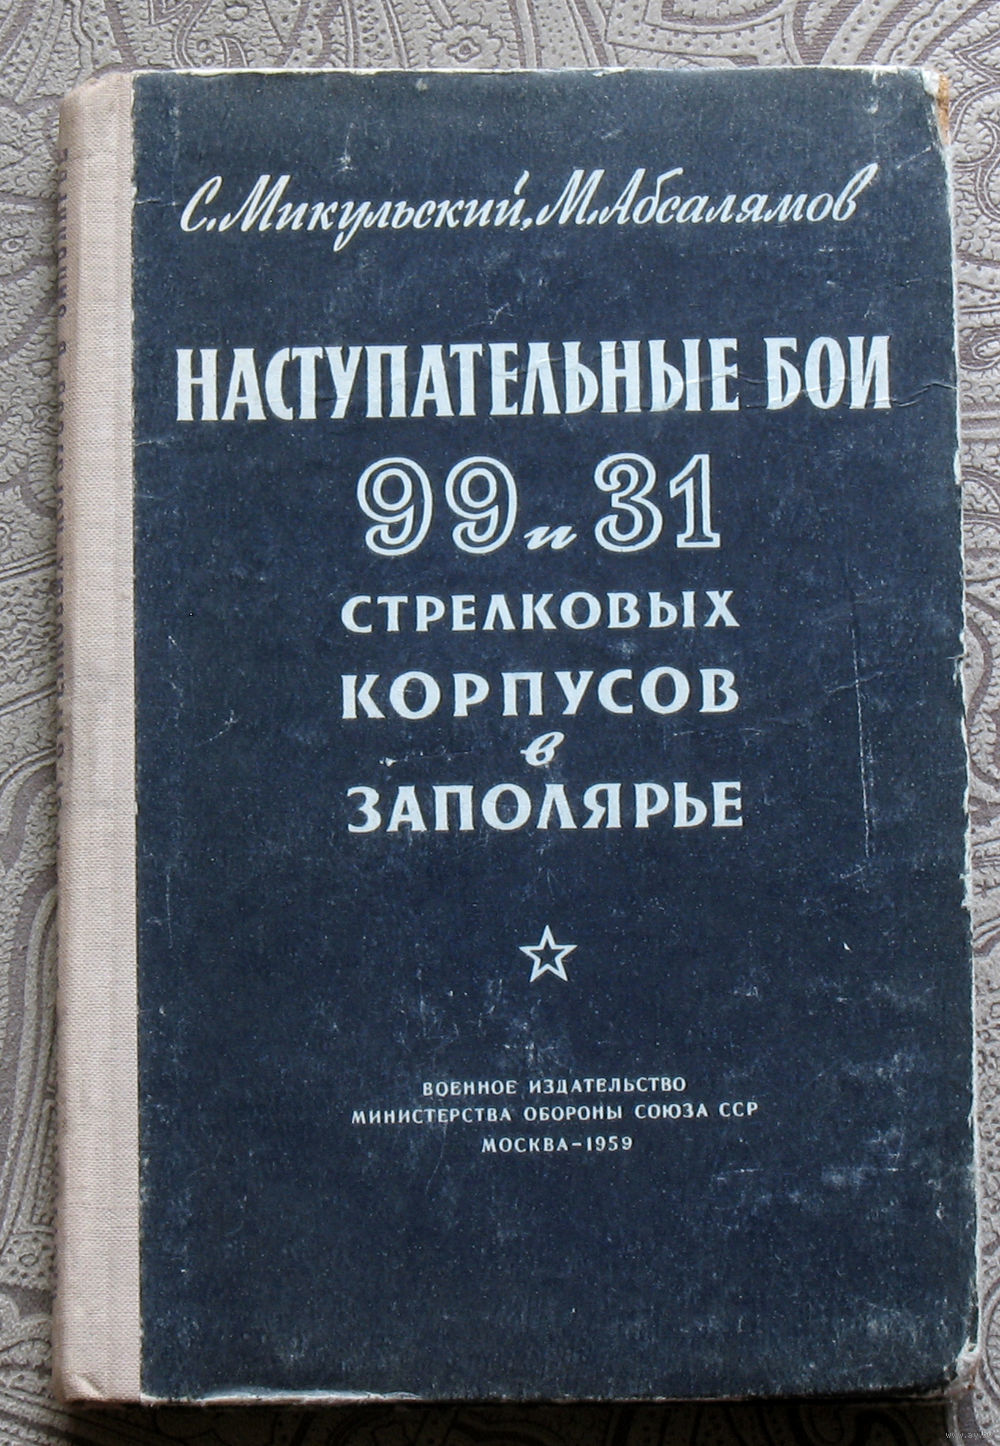 С. Микульский, М. Абсалямов
НАСТУПАТЕЛЬНЫЕ БОИ
99 и 31
СТРЕЛКОВЫХ
КОРПУСОВ
в
ЗАПОЛЯРЬЕ
ВОЕННОЕ ИЗДАТЕЛЬСТВО
МИНИСТЕРСТВА ОБОРОНЫ СОЮЗА ССР
МОСКВА – 1959